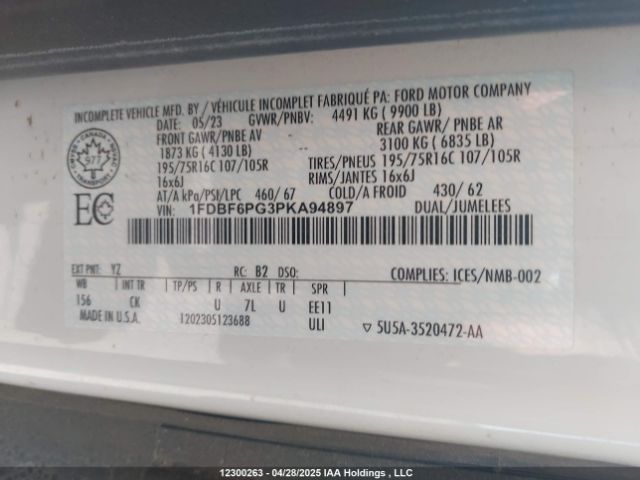 INCOMPLETE VEHICLE MFD. BY / VÉHICULE INCOMPLET FABRIQUÉ PA: FORD MOTOR COMPANY
DATE: 05/23 GVWR/PNBV: 4491 KG ( 9900 LB)
FRONT GAWR/PNBE AV REAR GAWR/ PNBE AR
1873 KG ( 4130 LB) 3100 KG ( 6835 LB)
195/75R16C 107/105R TIRES/PNEUS 195/75R16C 107/105R
16x6J RIMS/JANTES 16x6J
AT/A kPa/PSI/LPC 460/ 67 COLD/A FROID 430/ 62
VIN: 1FDBF6PG3PKA94897 DUAL/JUMELEES
CANADA
977
TRANSPORT
EC
EXT PNT: YZ RC: B2 DSO: COMPLIES: ICES/NMB-002
WB INT TR TP/PS R AXLE TR SPR
156 CK U 7L U EE11
MADE IN U.S.A. 1202305123688 ULI ▽ 5U5A-3520472-AA
12300263 - 04/28/2025 IAA Holdings , LLC